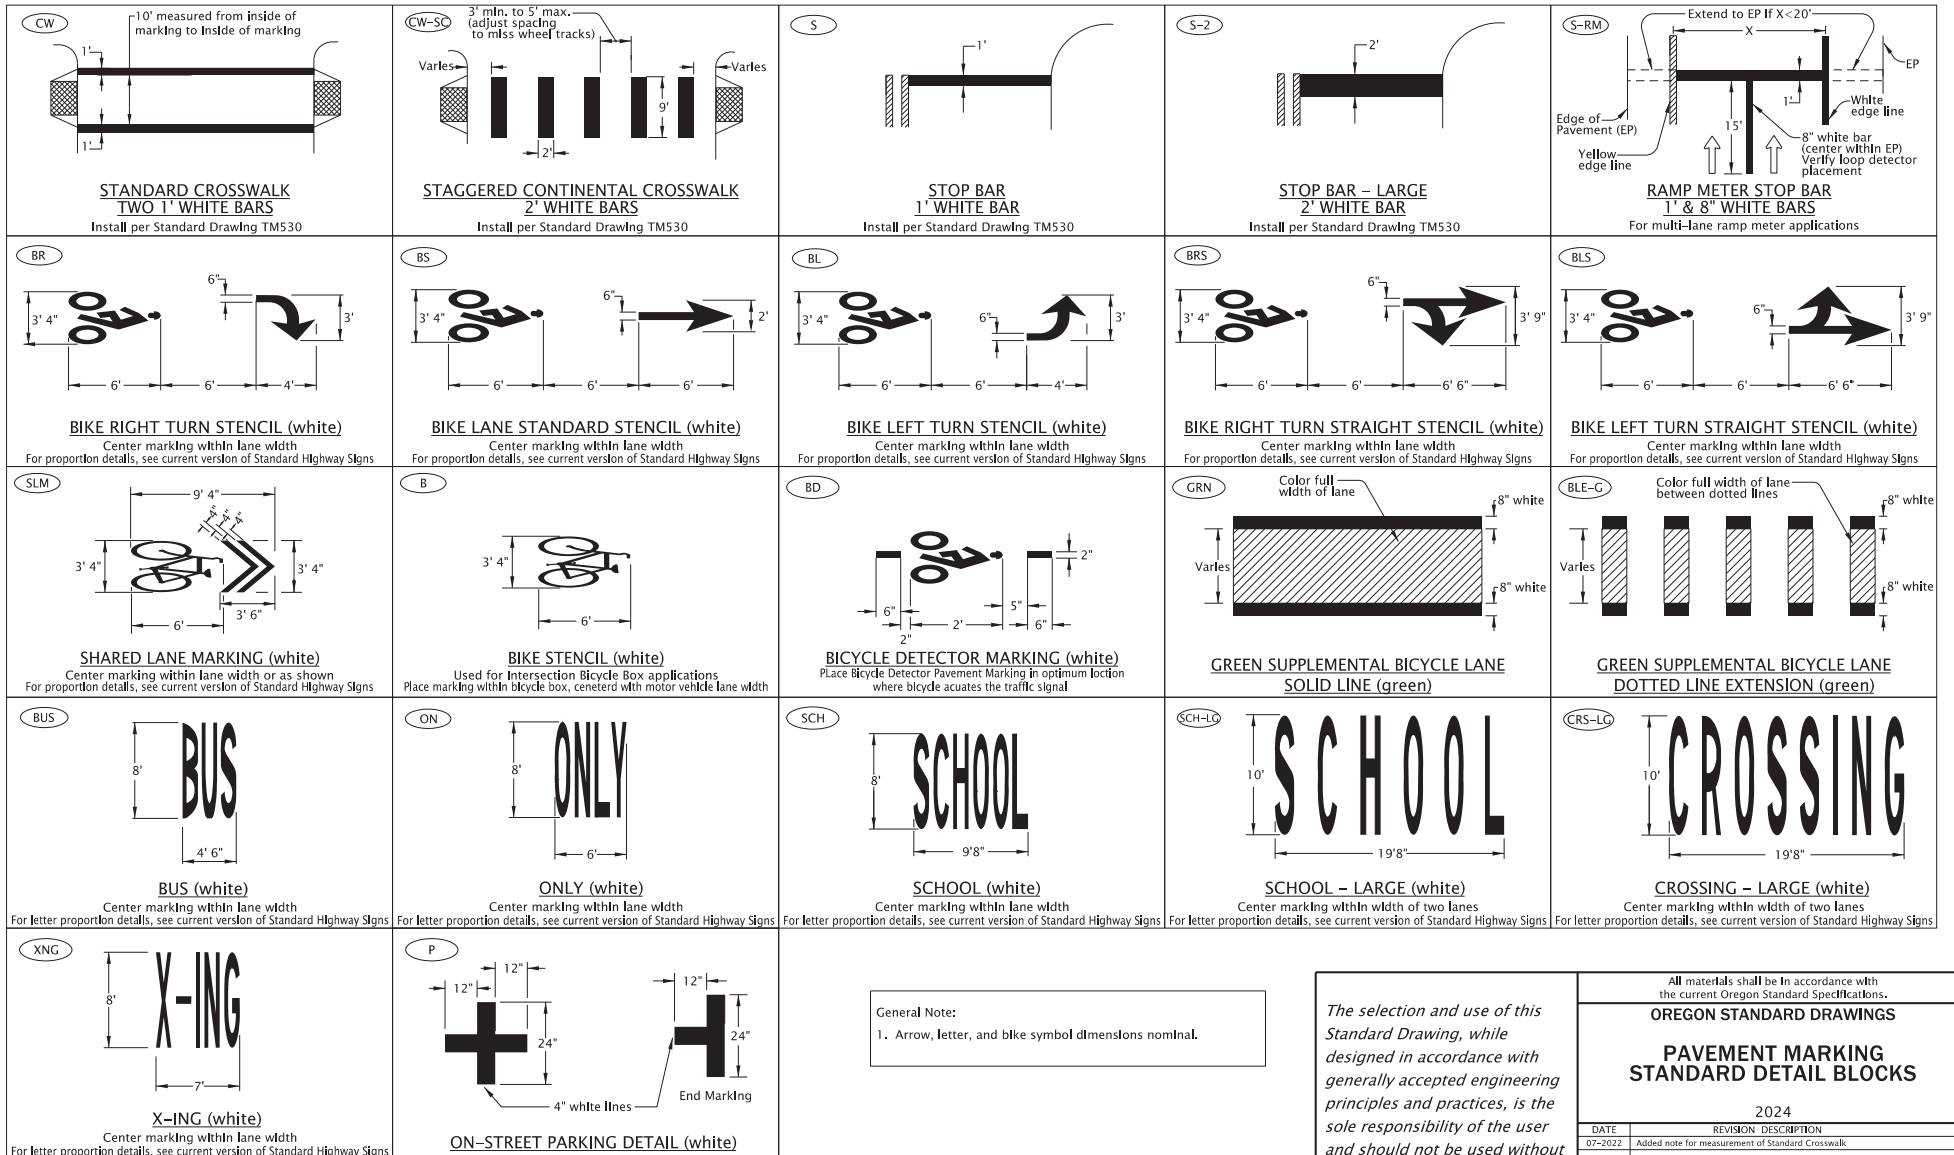 CW
10' measured from inside of
marking to inside of marking
1'
1'
STANDARD CROSSWALK
TWO 1' WHITE BARS
Install per Standard Drawing TM530
CW-SC
3' min. to 5' max.
(adjust spacing
to miss wheel tracks)
Varies
Varies
9'
2'
STAGGERED CONTINENTAL CROSSWALK
2' WHITE BARS
Install per Standard Drawing TM530
S
1'
STOP BAR
1' WHITE BAR
Install per Standard Drawing TM530
S-2
2'
STOP BAR - LARGE
2' WHITE BAR
Install per Standard Drawing TM530
S-RM
Extend to EP if X<20'
X
EP
1'
White
edge line
Edge of
Pavement (EP)
15'
Yellow
edge line
8" white bar
(center within EP)
Verify loop detector
placement
RAMP METER STOP BAR
1' & 8" WHITE BARS
For multi-lane ramp meter applications
BR
6"
3' 4"
3'
6'
6'
4'
BIKE RIGHT TURN STENCIL (white)
Center marking within lane width
For proportion details, see current version of Standard Highway Signs
BS
6"
3' 4"
2'
6'
6'
6'
BIKE LANE STANDARD STENCIL (white)
Center marking within lane width
For proportion details, see current version of Standard Highway Signs
BL
6"
3' 4"
3'
6'
6'
4'
BIKE LEFT TURN STENCIL (white)
Center marking within lane width
For proportion details, see current version of Standard Highway Signs
BRS
6"
3' 4"
3' 9"
6'
6'
6' 6"
BIKE RIGHT TURN STRAIGHT STENCIL (white)
Center marking within lane width
For proportion details, see current version of Standard Highway Signs
BLS
6"
3' 4"
3' 9"
6'
6'
6' 6"
BIKE LEFT TURN STRAIGHT STENCIL (white)
Center marking within lane width
For proportion details, see current version of Standard Highway Signs
SLM
9' 4"
4"
4"
4"
3' 4"
3' 4"
3' 6"
6'
SHARED LANE MARKING (white)
Center marking within lane width or as shown
For proportion details, see current version of Standard Highway Signs
B
3' 4"
6'
BIKE STENCIL (white)
Used for Intersection Bicycle Box applications
Place marking within bicycle box, ceneterd with motor vehicle lane width
BD
2"
6"
2"
2'
5"
6"
BICYCLE DETECTOR MARKING (white)
PLace Bicycle Detector Pavement Marking in optimum loction
where bicycle acuates the traffic signal
GRN
Color full
width of lane
8" white
Varies
8" white
GREEN SUPPLEMENTAL BICYCLE LANE
SOLID LINE (green)
BLE-G
Color full width of lane
between dotted lines
8" white
Varies
8" white
GREEN SUPPLEMENTAL BICYCLE LANE
DOTTED LINE EXTENSION (green)
BUS
BUS
8'
4' 6"
BUS (white)
Center marking within lane width
For letter proportion details, see current version of Standard Highway Signs
ON
ONLY
8'
6'
ONLY (white)
Center marking within lane width
For letter proportion details, see current version of Standard Highway Signs
SCH
SCHOOL
8'
9'8"
SCHOOL (white)
Center marking within lane width
For letter proportion details, see current version of Standard Highway Signs
SCH-LG
SCHOOL
10'
19'8"
SCHOOL - LARGE (white)
Center marking within width of two lanes
For letter proportion details, see current version of Standard Highway Signs
CRS-LG
CROSSING
10'
19'8"
CROSSING - LARGE (white)
Center marking within width of two lanes
For letter proportion details, see current version of Standard Highway Signs
XNG
X-ING
8'
7'
X-ING (white)
Center marking within lane width
For letter proportion details, see current version of Standard Highway Signs
P
12"
12"
24"
12"
24"
4" white lines
End Marking
ON-STREET PARKING DETAIL (white)
General Note:
1. Arrow, letter, and bike symbol dimensions nominal.
The selection and use of this
Standard Drawing, while
designed in accordance with
generally accepted engineering
principles and practices, is the
sole responsibility of the user
and should not be used without
All materials shall be in accordance with
the current Oregon Standard Specifications.
OREGON STANDARD DRAWINGS
PAVEMENT MARKING
STANDARD DETAIL BLOCKS
2024
DATE REVISION DESCRIPTION
07-2022 Added note for measurement of Standard Crosswalk